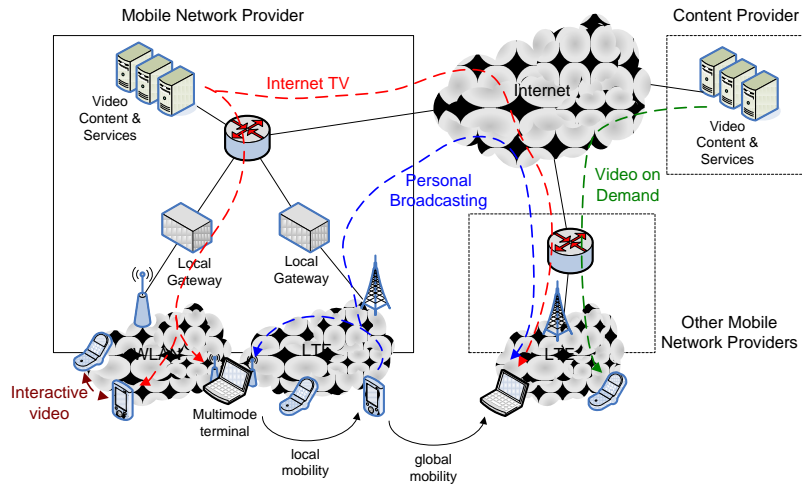 Mobile Network Provider
Content Provider
Internet TV
Internet
Video
Content &
Services
Video
Content &
Services
Personal
Broadcasting
Video on
Demand
Local
Gateway
Local
Gateway
WLAN
LTE
LTE
Other Mobile
Network Providers
Interactive
video
Multimode
terminal
local
mobility
global
mobility